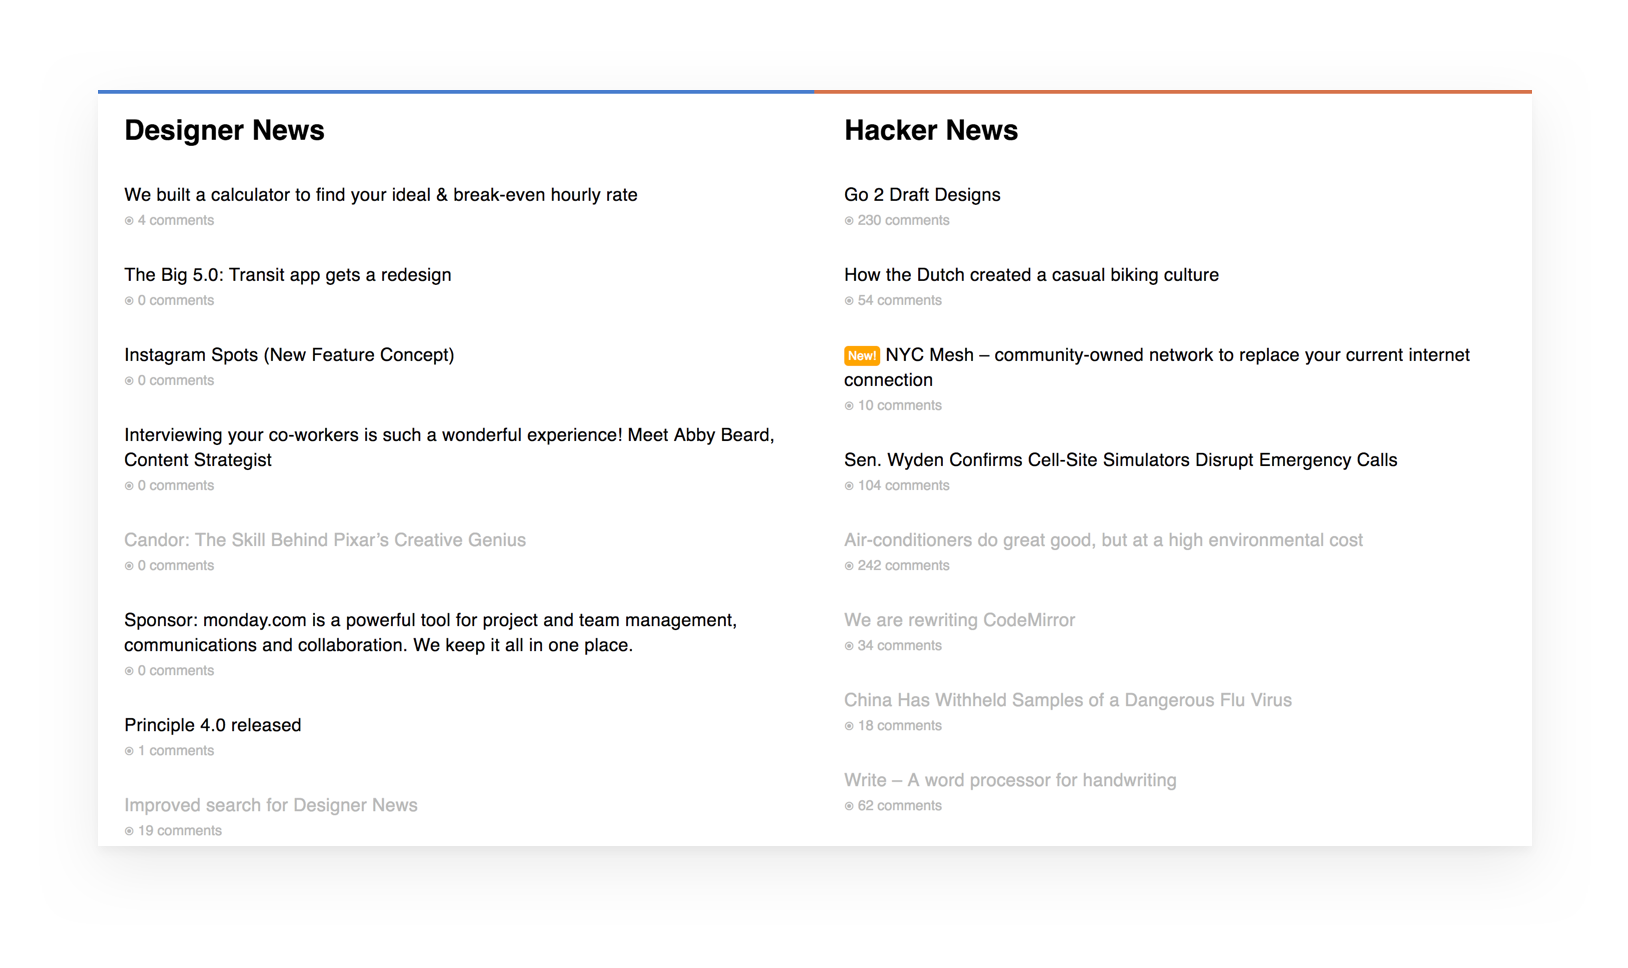 Designer News
We built a calculator to find your ideal & break-even hourly rate
4 comments
The Big 5.0: Transit app gets a redesign
0 comments
Instagram Spots (New Feature Concept)
0 comments
Interviewing your co-workers is such a wonderful experience! Meet Abby Beard,
Content Strategist
0 comments
Candor: The Skill Behind Pixar’s Creative Genius
0 comments
Sponsor: monday.com is a powerful tool for project and team management,
communications and collaboration. We keep it all in one place.
0 comments
Principle 4.0 released
1 comments
Improved search for Designer News
19 comments
Hacker News
Go 2 Draft Designs
230 comments
How the Dutch created a casual biking culture
54 comments
New! NYC Mesh – community-owned network to replace your current internet
connection
10 comments
Sen. Wyden Confirms Cell-Site Simulators Disrupt Emergency Calls
104 comments
Air-conditioners do great good, but at a high environmental cost
242 comments
We are rewriting CodeMirror
34 comments
China Has Withheld Samples of a Dangerous Flu Virus
18 comments
Write – A word processor for handwriting
62 comments